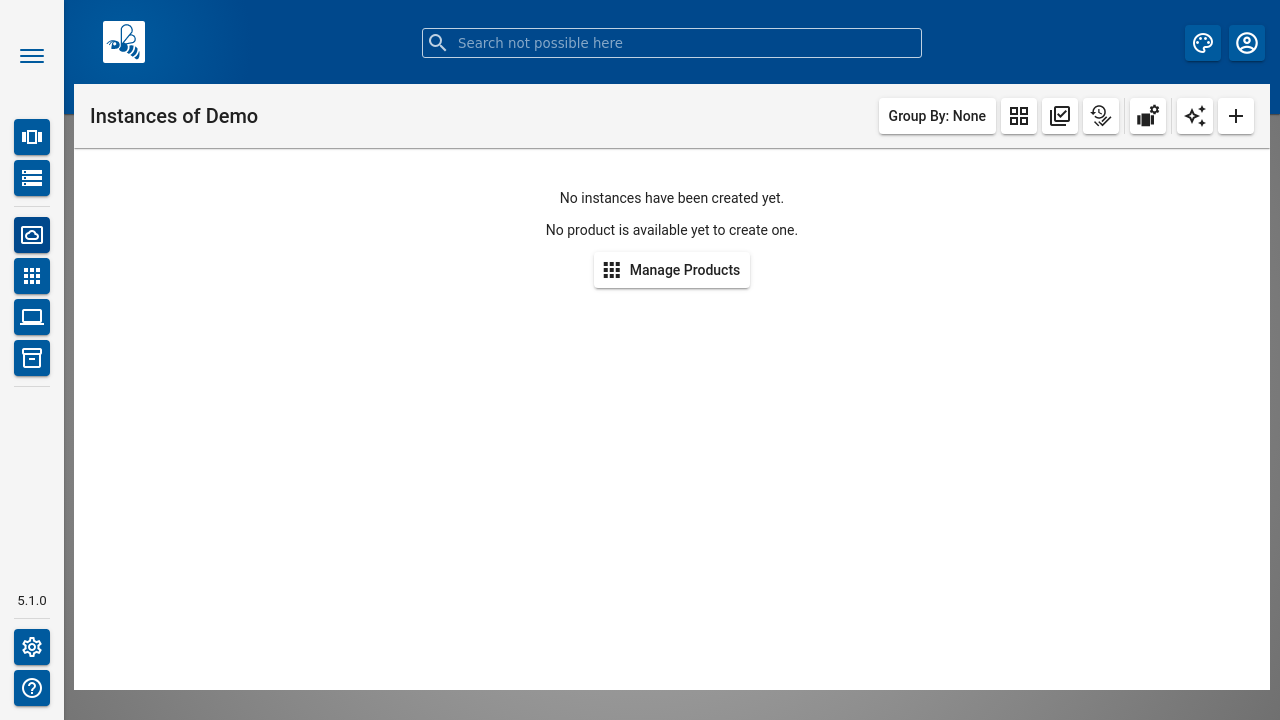 Search not possible here
Instances of Demo
Group By: None
No instances have been created yet.
No product is available yet to create one.
Manage Products
5.1.0